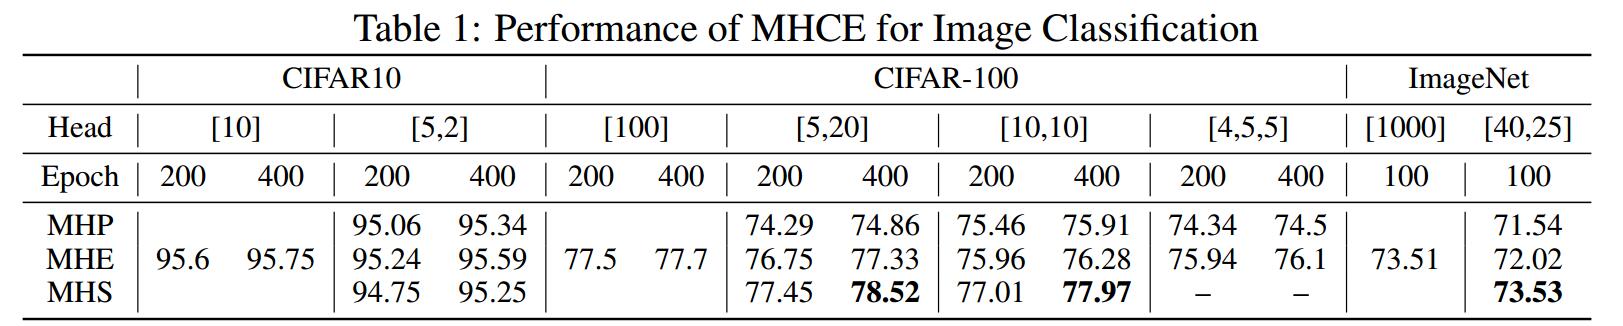 Table 1: Performance of MHCE for Image Classification
CIFAR10 CIFAR-100 ImageNet
Head [10] [5,2] [100] [5,20] [10,10] [4,5,5] [1000] [40,25]
Epoch 200 400 200 400 200 400 200 400 200 400 200 400 100 100
MHP 95.06 95.34 74.29 74.86 75.46 75.91 74.34 74.5 71.54
MHE 95.6 95.75 95.24 95.59 77.5 77.7 76.75 77.33 75.96 76.28 75.94 76.1 73.51 72.02
MHS 94.75 95.25 77.45 78.52 77.01 77.97 – – 73.53